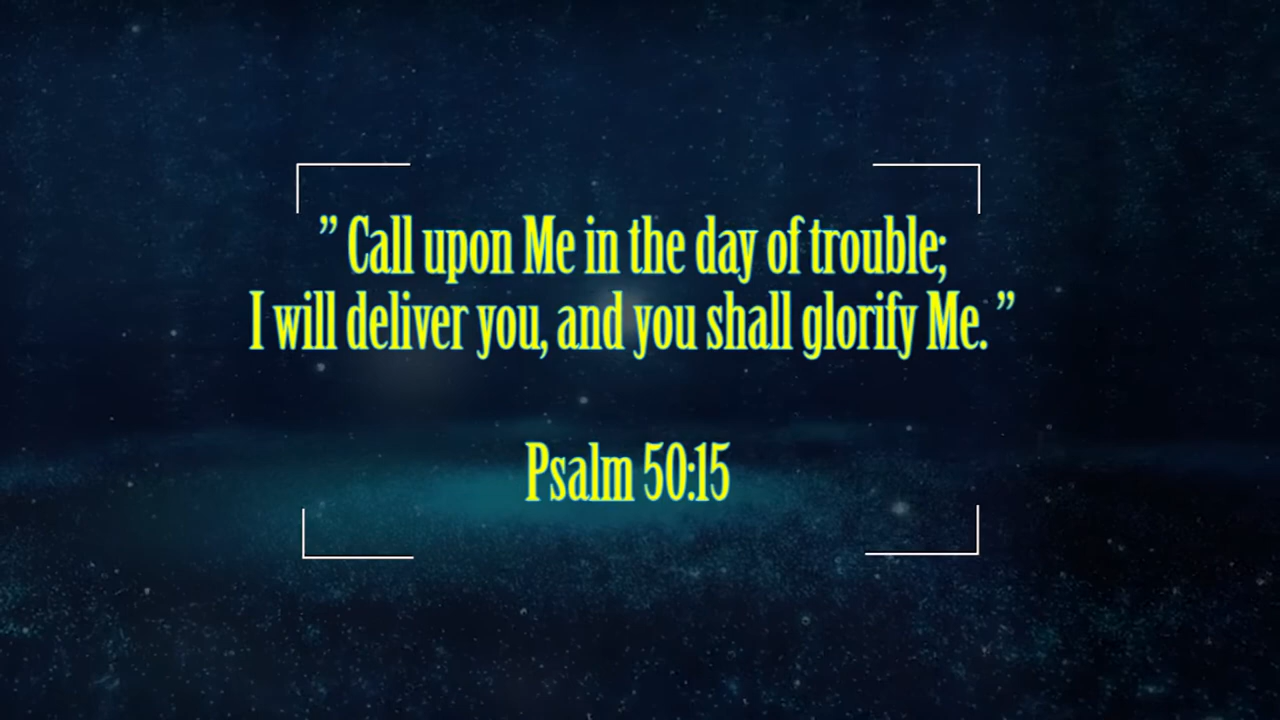 ” Call upon Me in the day of trouble;
I will deliver you, and you shall glorify Me. ”
Psalm 50:15